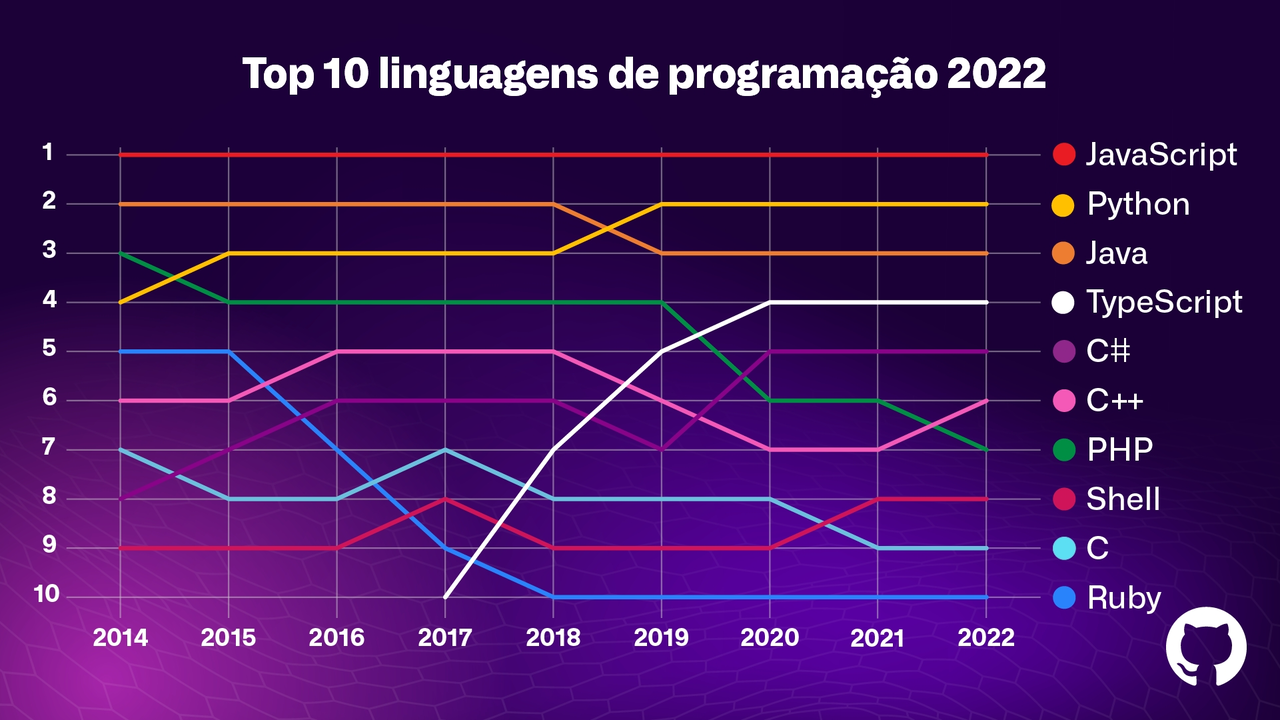 Top 10 linguagens de programação 2022
1
2
3
4
5
6
7
8
9
10
JavaScript
Python
Java
TypeScript
C#
C++
PHP
Shell
C
Ruby
2014 2015 2016 2017 2018 2019 2020 2021 2022